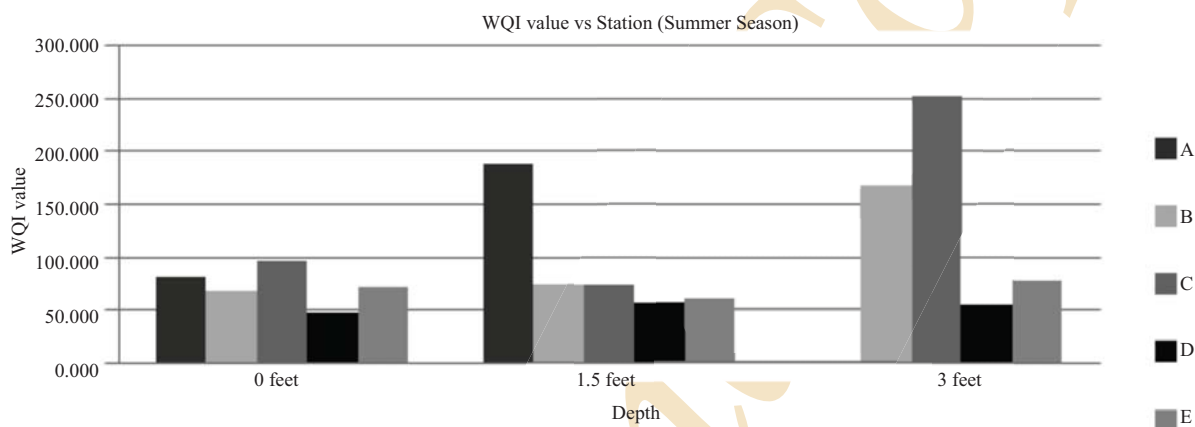 WQI value vs Station (Summer Season)
300.000
250.000
200.000
150.000
100.000
50.000
0.000
WQI value
0 feet
1.5 feet
3 feet
Depth
A
B
C
D
E